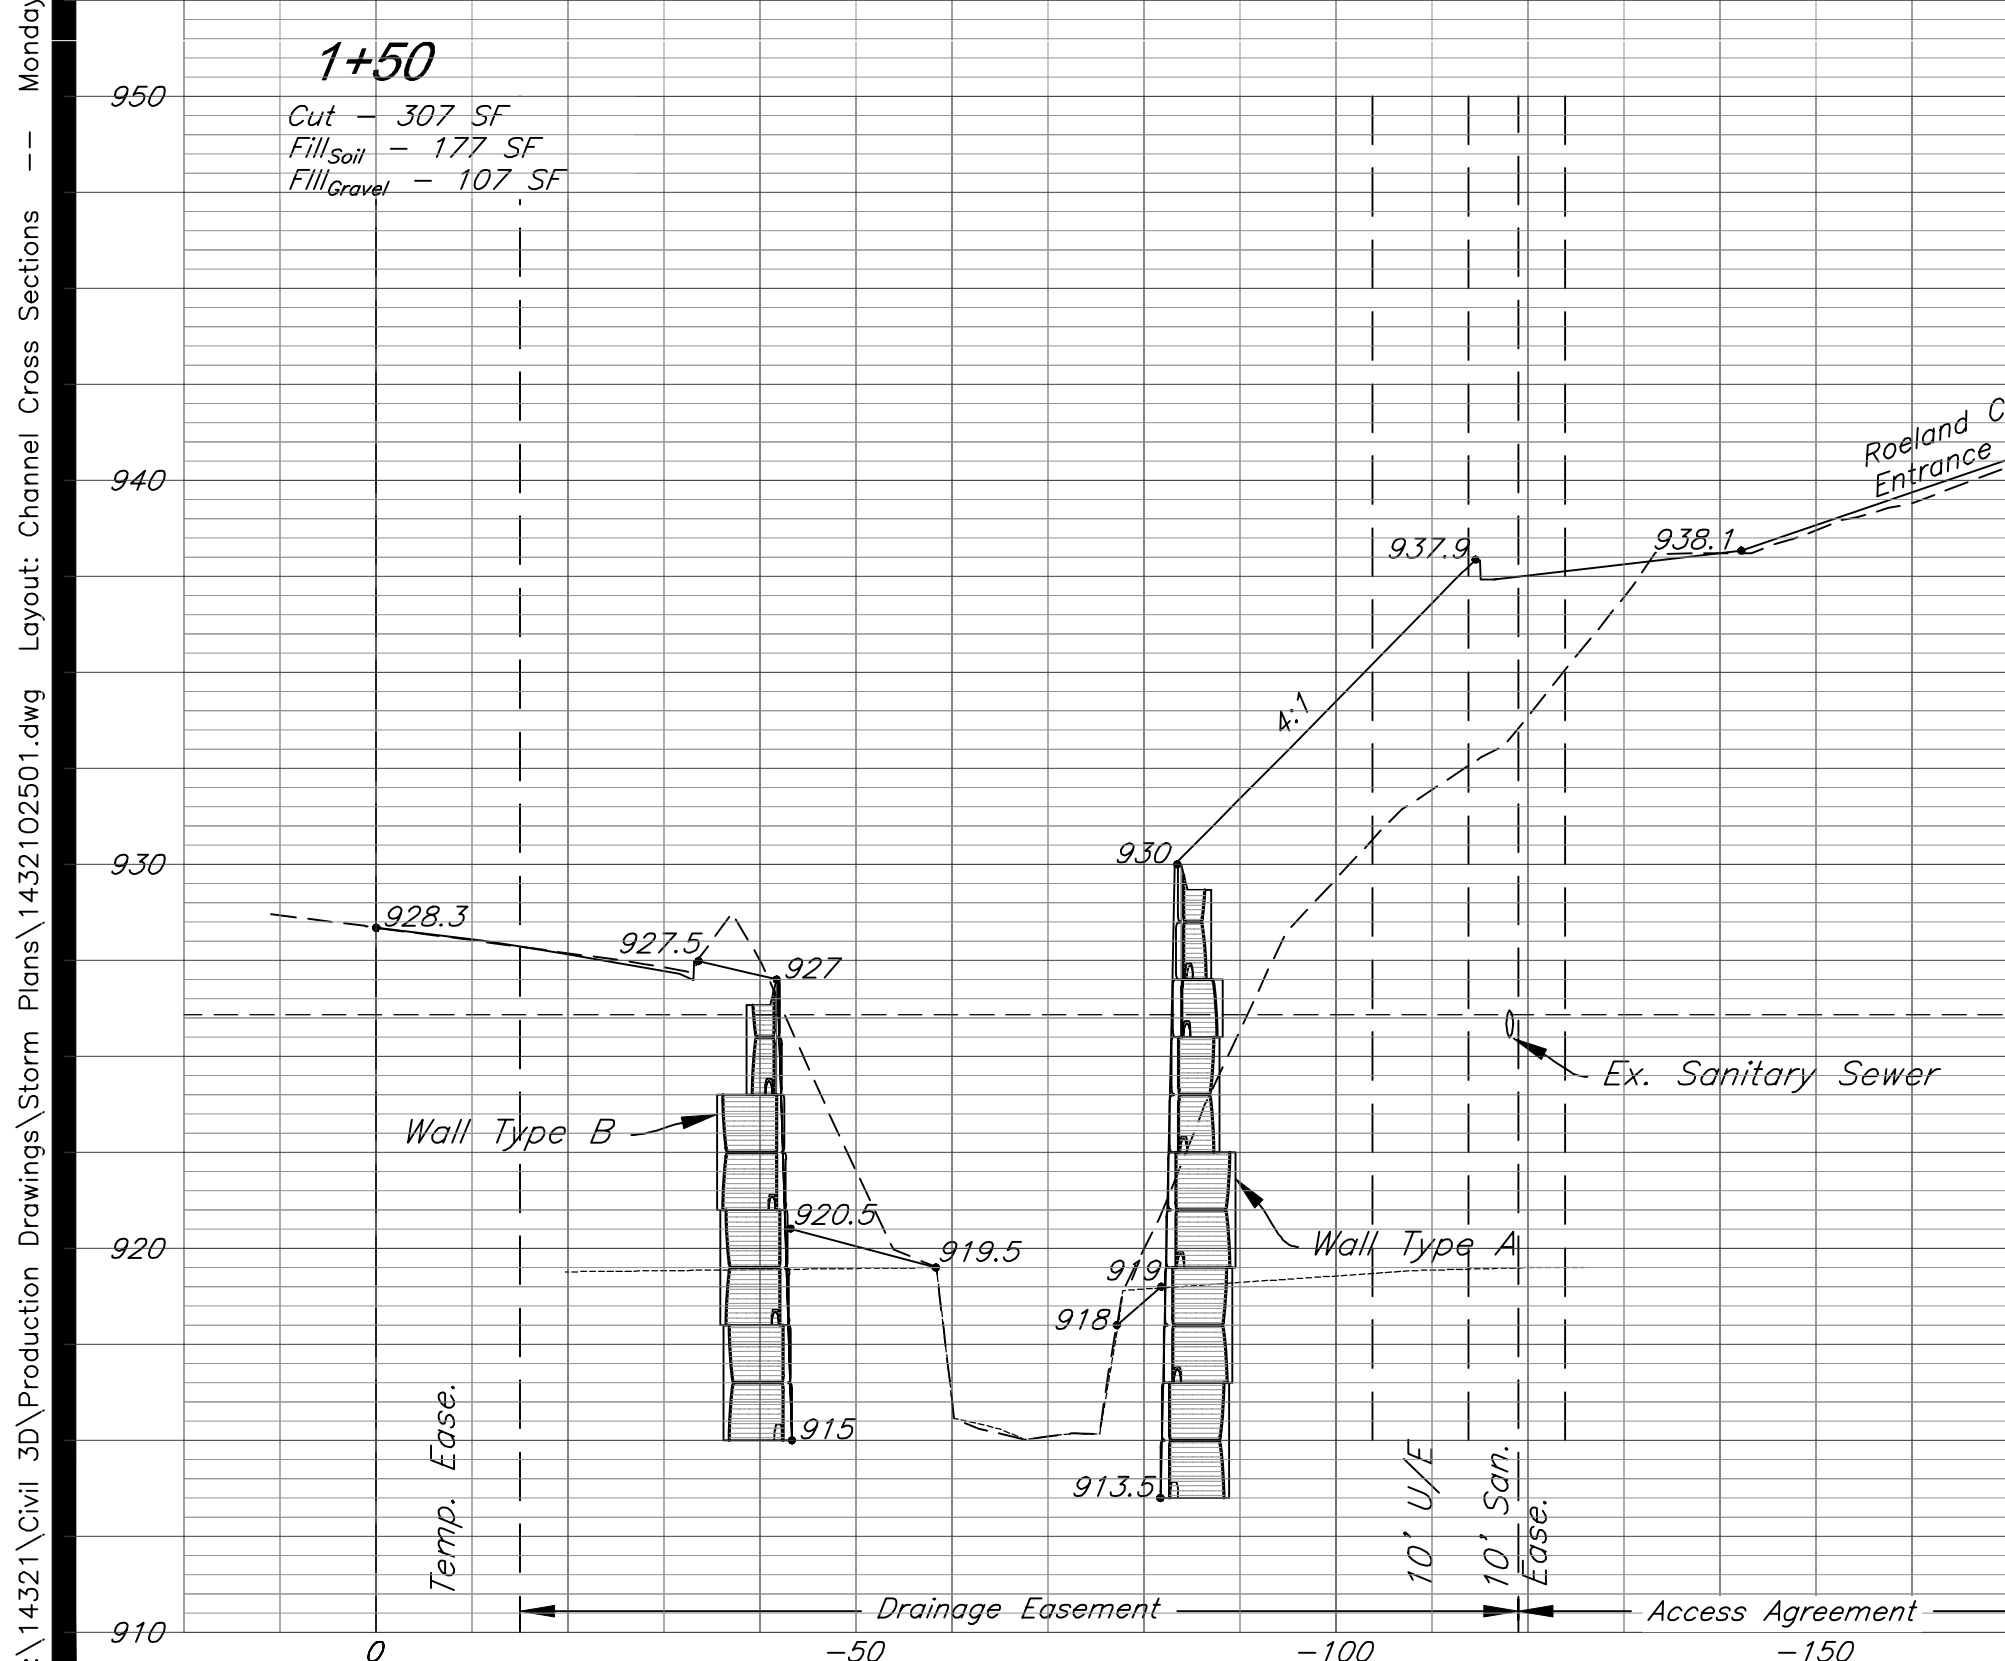 :\14321\Civil 3D\Production Drawings\Storm Plans\1432102501.dwg Layout: Channel Cross Sections -- Monday
1+50
Cut - 307 SF
FillSoil - 177 SF
FIllGravel - 107 SF
950
940
930
920
910
Roeland C
Entrance
937.9
938.1
4:1
930
928.3
927.5
927
Ex. Sanitary Sewer
Wall Type B
920.5
919.5
Wall Type A
919
918
915
913.5
Temp. Ease.
10' U/E
10' San.
Ease.
Drainage Easement
Access Agreement
0
-50
-100
-150